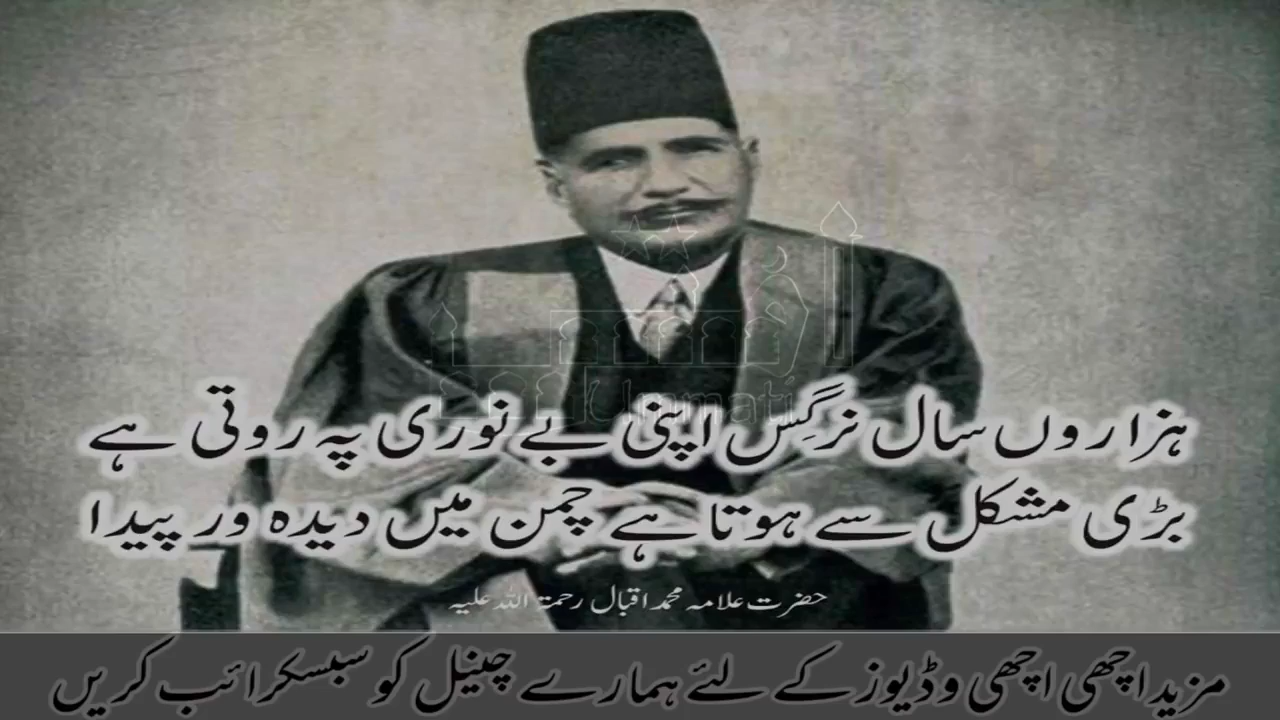 ہزاروں سال نرگس اپنی بے نوری پہ روتی ہے
بڑی مشکل سے ہوتا ہے چمن میں دیدہ ور پیدا
حضرت علامہ محمد اقبال رحمۃ اللہ علیہ
مزید اچھی اچھی وڈیوز کے لئے ہمارے چینیل کو سبسکرائب کریں